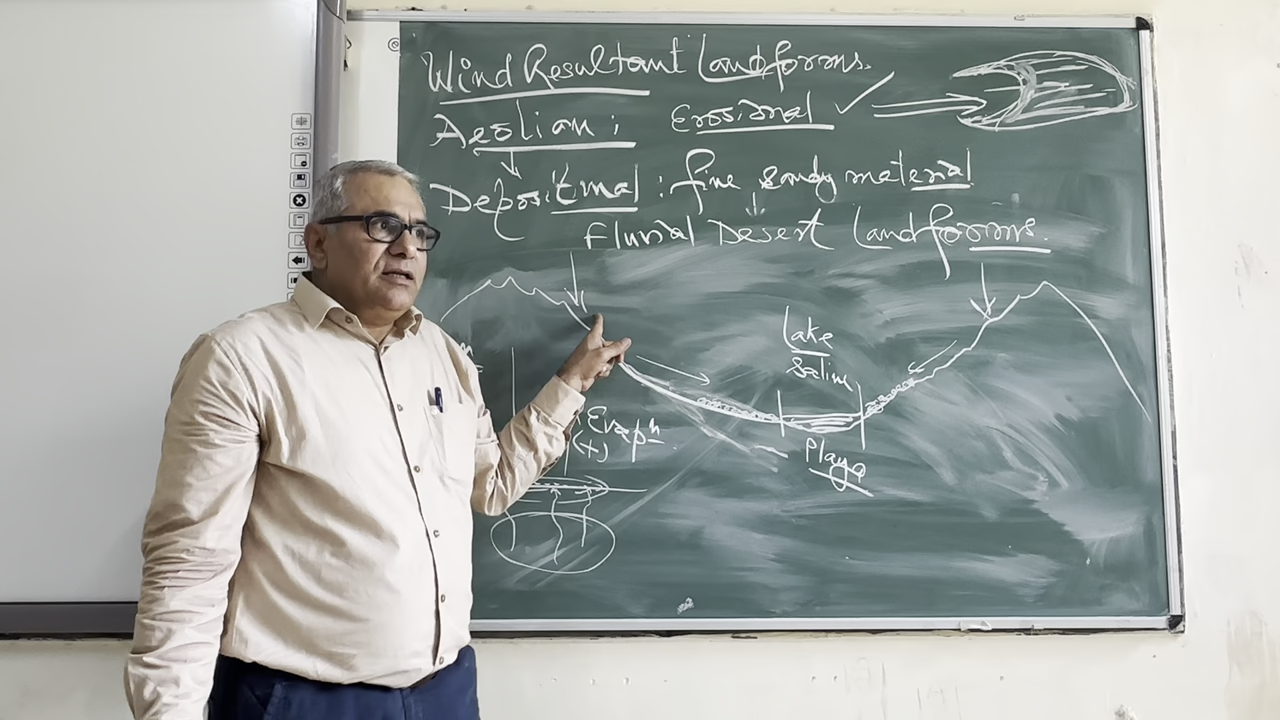 Wind Resultant Landforms.
Aeolian : Erosional
Depositional : fine sandy material
Fluvial Desert Landforms.
Lake
Saline
Evapn
(+)
Playa